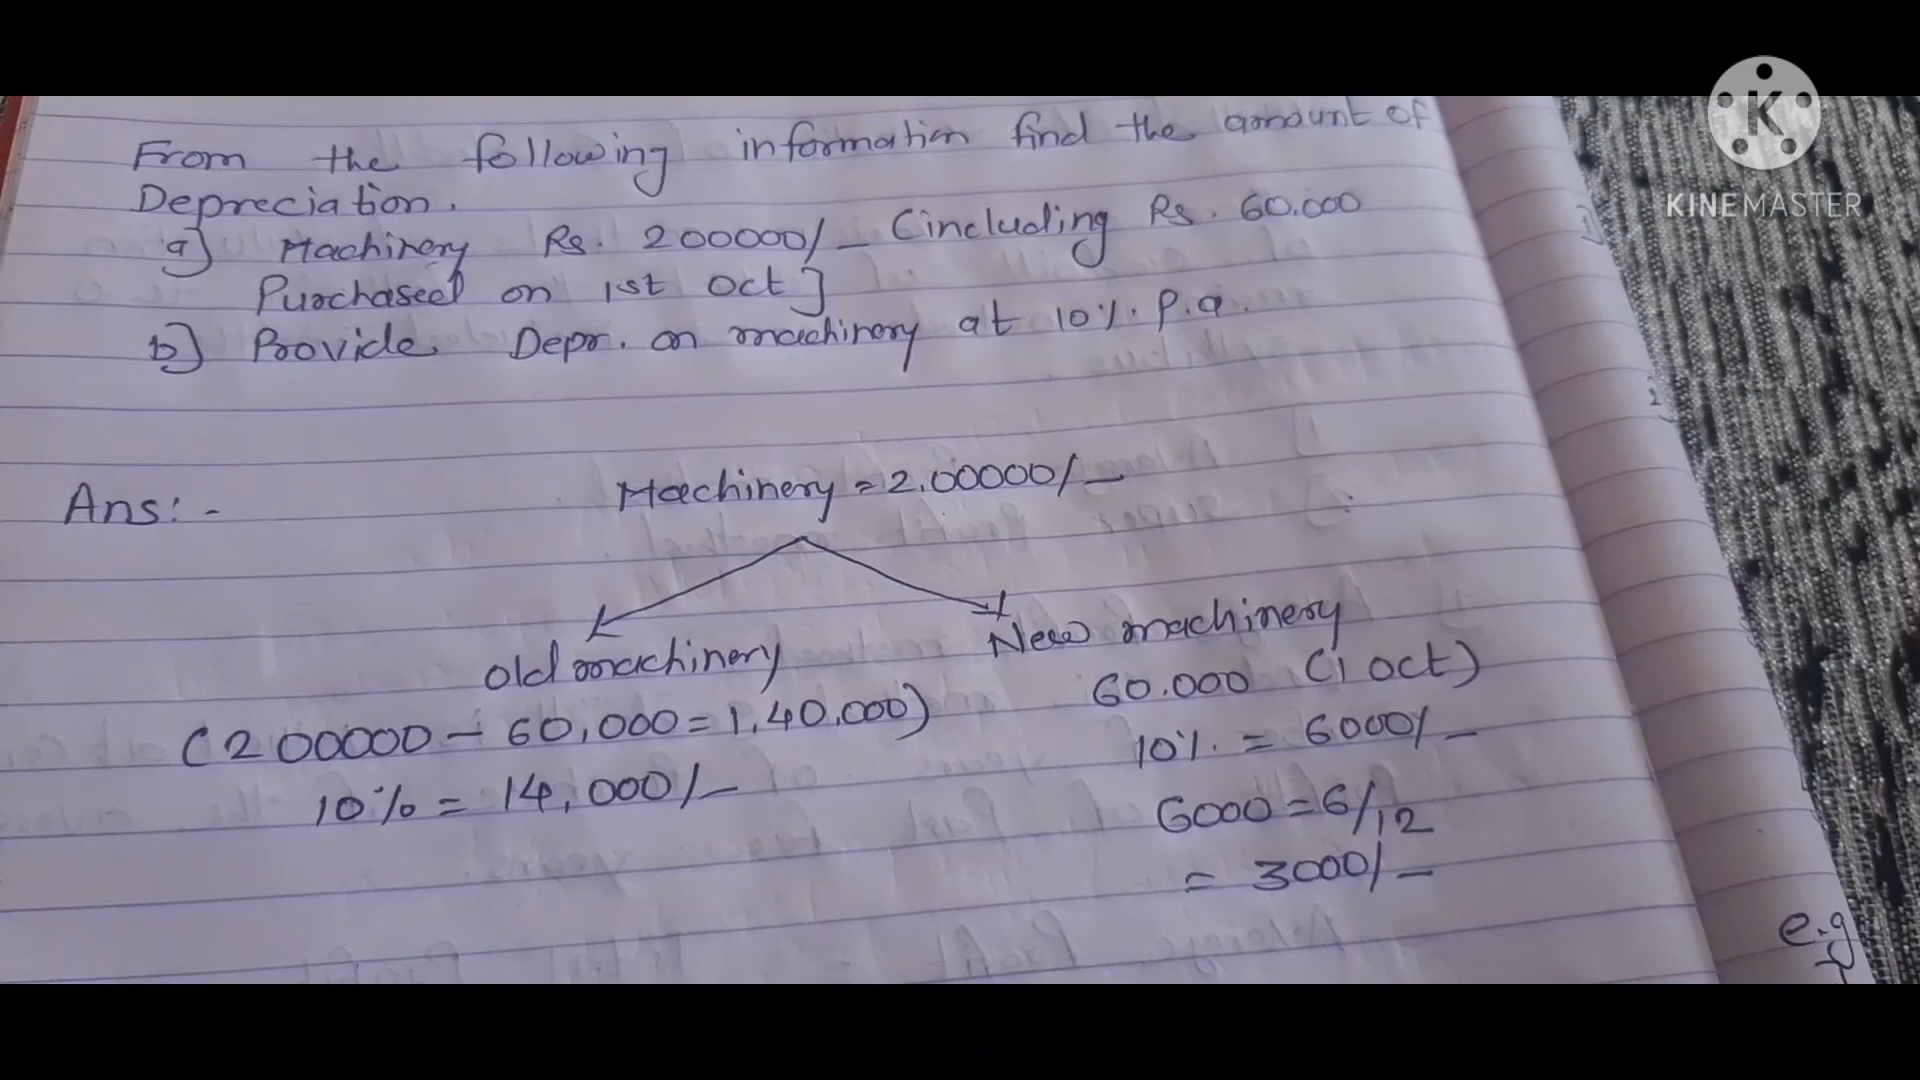 KINEMASTER
From the following information find the amount of
Depreciation.
a] Machinery Rs. 200000/- (including Rs. 60.000
Purchased on 1st oct]
b] Provide Depr. on machinery at 10%. P.a.
Ans:- Machinery = 2.00000/-
old machinery
New machinery
(200000 - 60,000 = 1,40.000)
60.000 (1 oct)
10% = 14,000/-
10%. = 6000/-
6000 = 6/12
= 3000/-
e.g